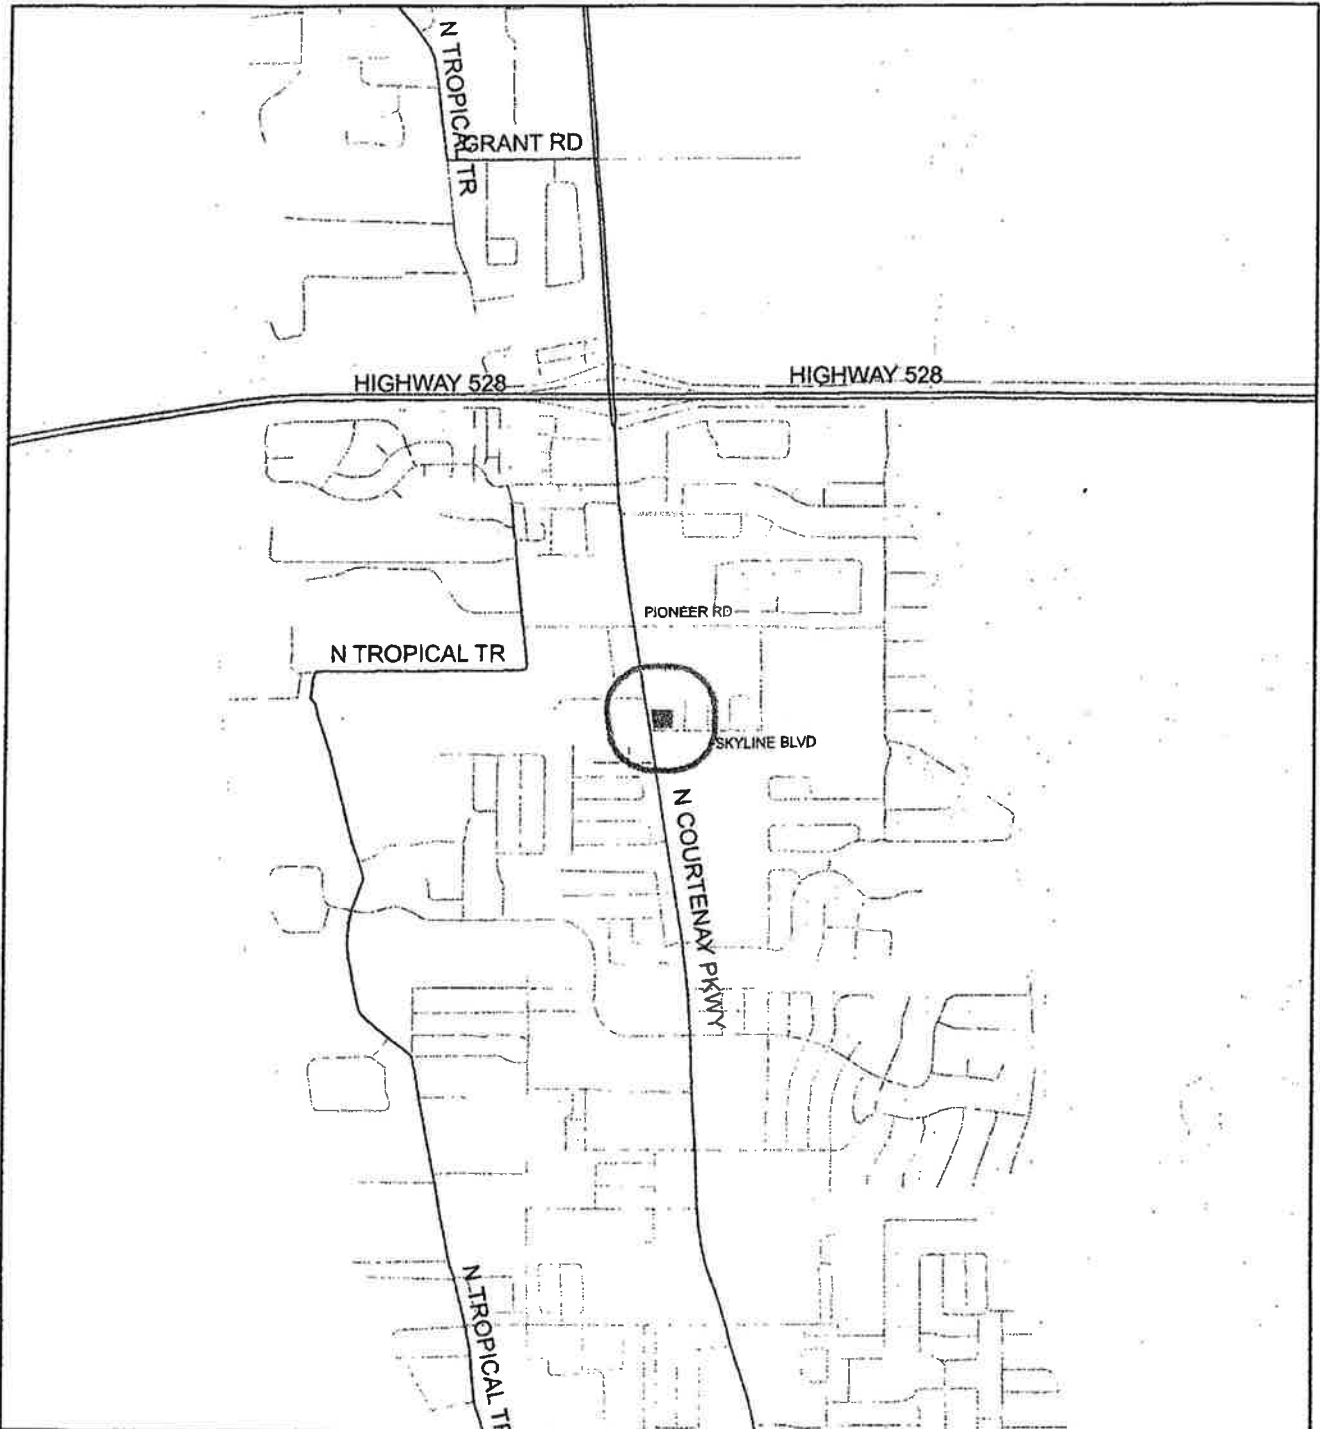 N TROPICAL TR
GRANT RD
HIGHWAY 528
HIGHWAY 528
PIONEER RD
N TROPICAL TR
SKYLINE BLVD
N COURTENAY PKWY
N TROPICAL TR